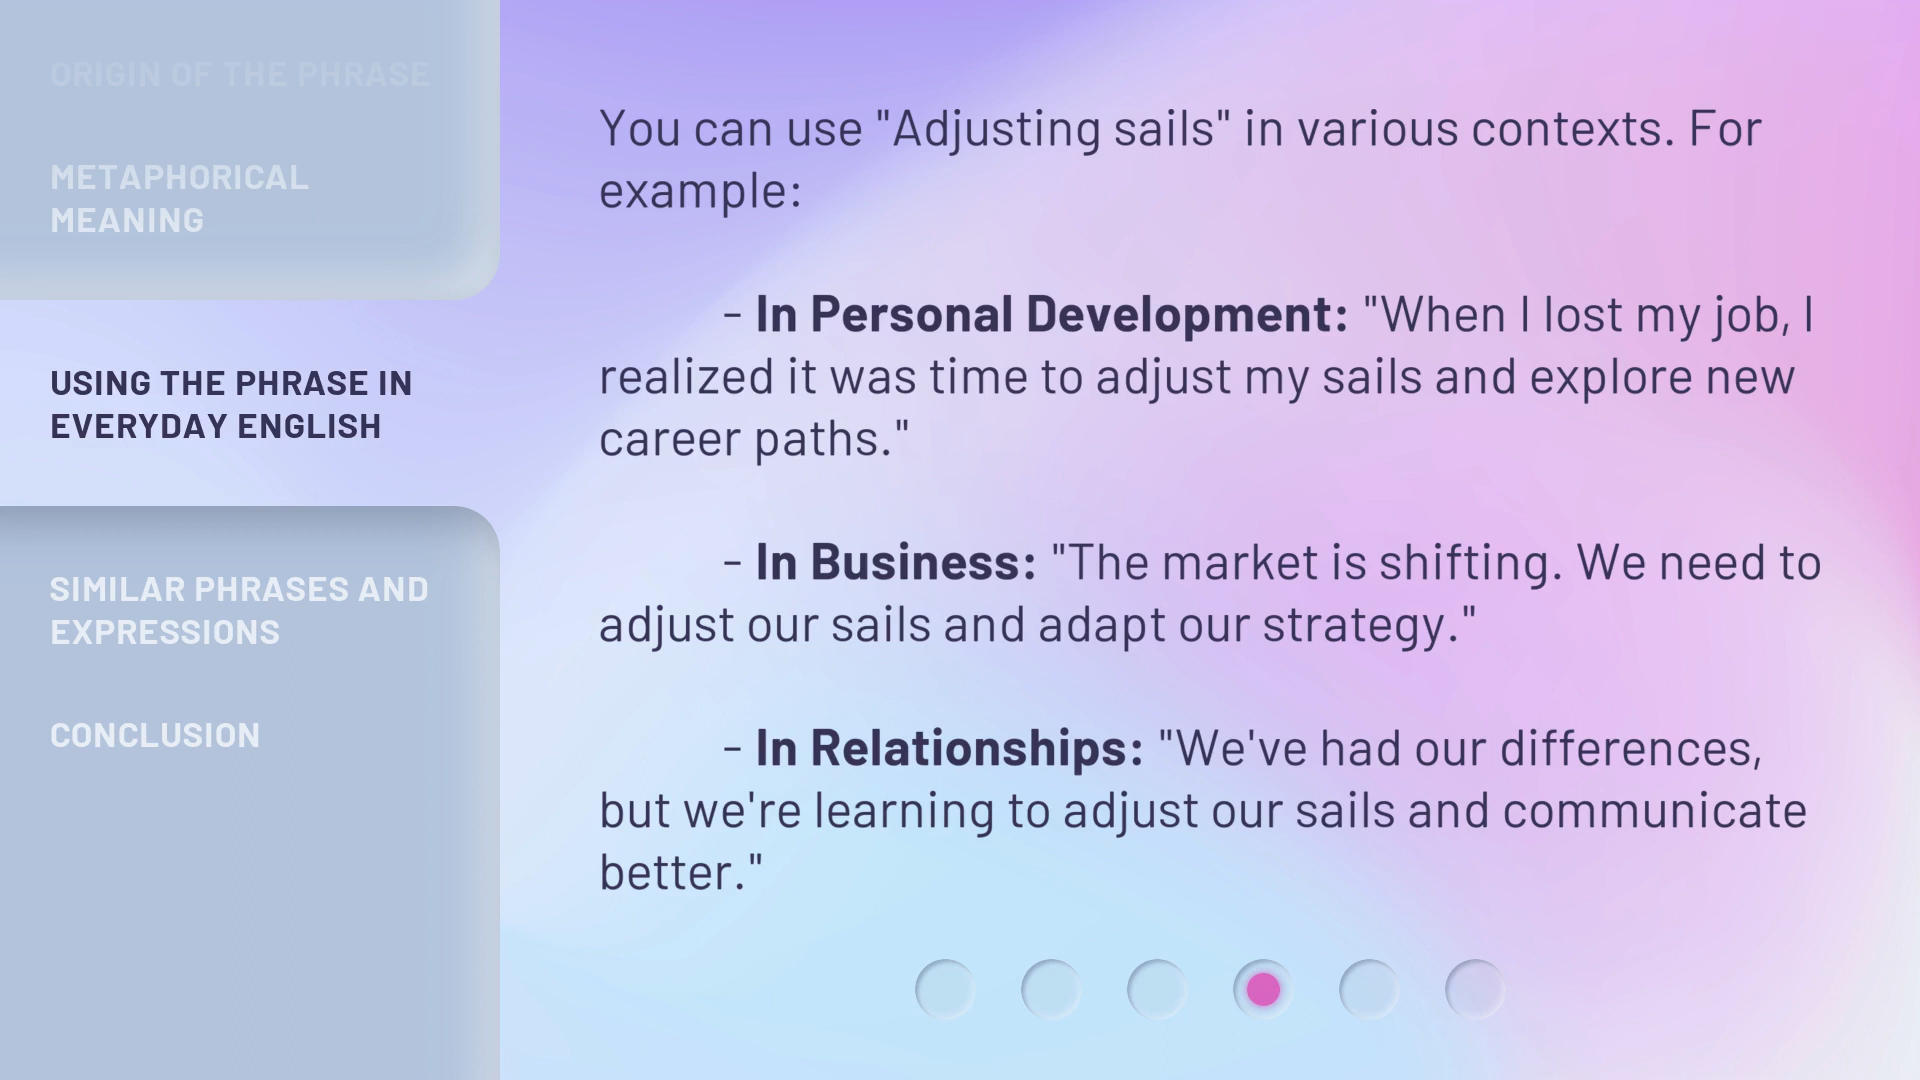 ORIGIN OF THE PHRASE
METAPHORICAL
MEANING
USING THE PHRASE IN
EVERYDAY ENGLISH
SIMILAR PHRASES AND
EXPRESSIONS
CONCLUSION
You can use "Adjusting sails" in various contexts. For
example:
- In Personal Development: "When I lost my job, I
realized it was time to adjust my sails and explore new
career paths."
- In Business: "The market is shifting. We need to
adjust our sails and adapt our strategy."
- In Relationships: "We've had our differences,
but we're learning to adjust our sails and communicate
better."